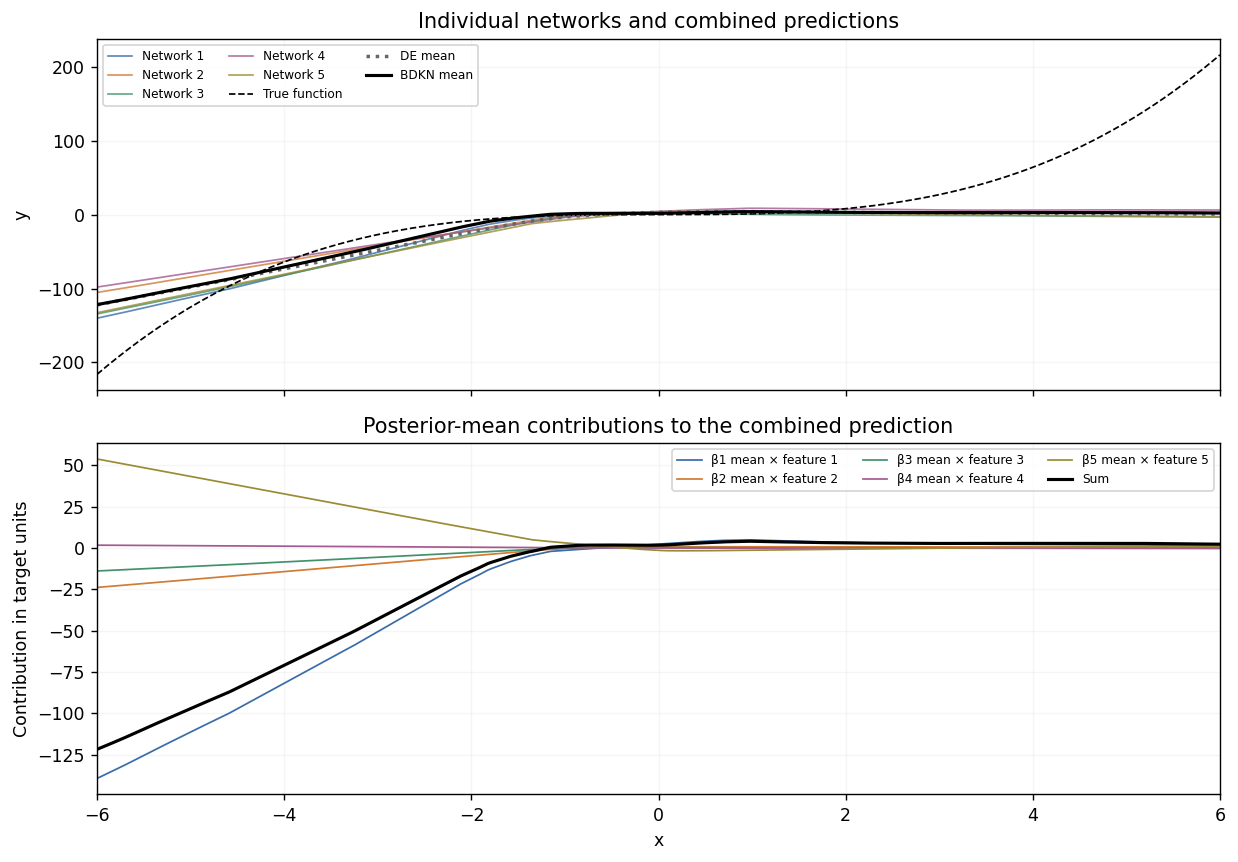 Individual networks and combined predictions
Network 1
Network 2
Network 3
Network 4
Network 5
True function
DE mean
BDKN mean
200
100
0
−100
−200
y
Posterior-mean contributions to the combined prediction
β1 mean × feature 1
β2 mean × feature 2
β3 mean × feature 3
β4 mean × feature 4
β5 mean × feature 5
Sum
50
25
0
−25
−50
−75
−100
−125
Contribution in target units
−6
−4
−2
0
2
4
6
x